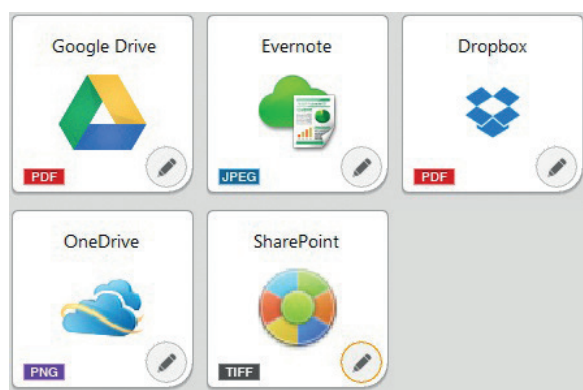 Google Drive
Evernote
Dropbox
PDF
JPEG
PDF
OneDrive
SharePoint
PNG
TIFF